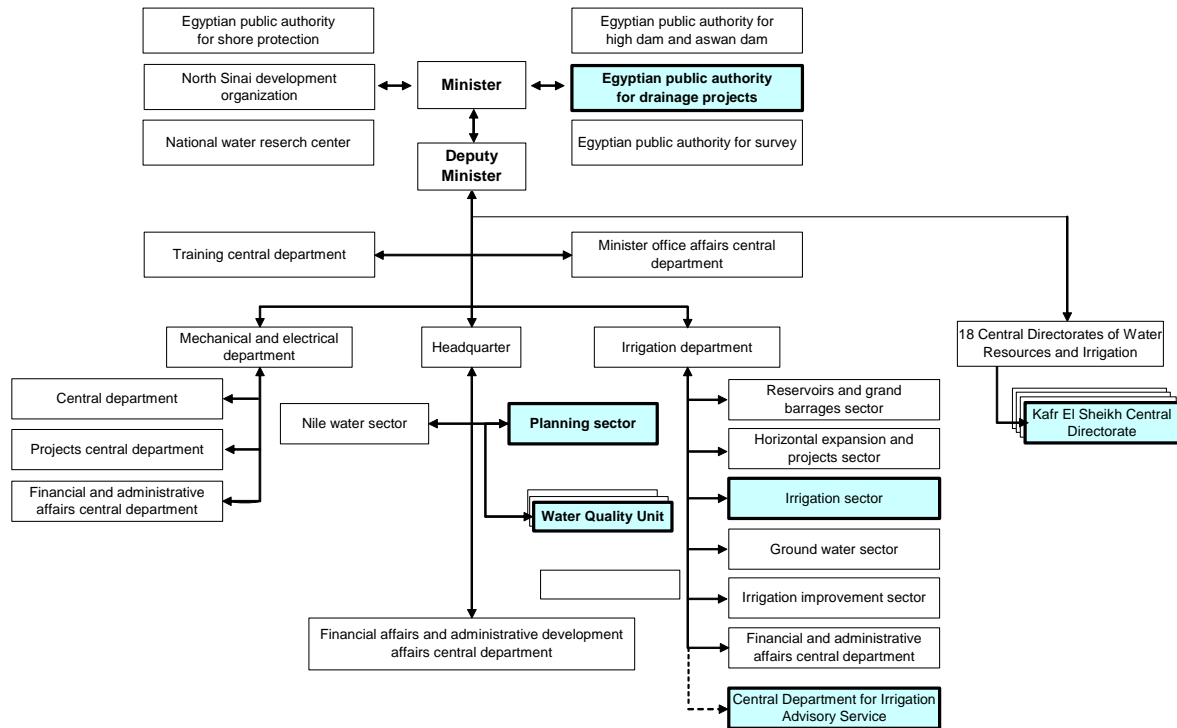 Egyptian public authority
for shore protection
Egyptian public authority for
high dam and aswan dam
North Sinai development
organization
Minister
Egyptian public authority
for drainage projects
National water reserch center
Deputy
Minister
Egyptian public authority for survey
Training central department
Minister office affairs central
department
Mechanical and electrical
department
Headquarter
Irrigation department
18 Central Directorates of Water
Resources and Irrigation
Central department
Projects central department
Financial and administrative
affairs central department
Nile water sector
Planning sector
Water Quality Unit
Financial affairs and administrative development
affairs central department
Reservoirs and grand
barrages sector
Horizontal expansion and
projects sector
Irrigation sector
Ground water sector
Irrigation improvement sector
Financial and administrative
affairs central department
Central Department for Irrigation
Advisory Service
Kafr El Sheikh Central
Directorate